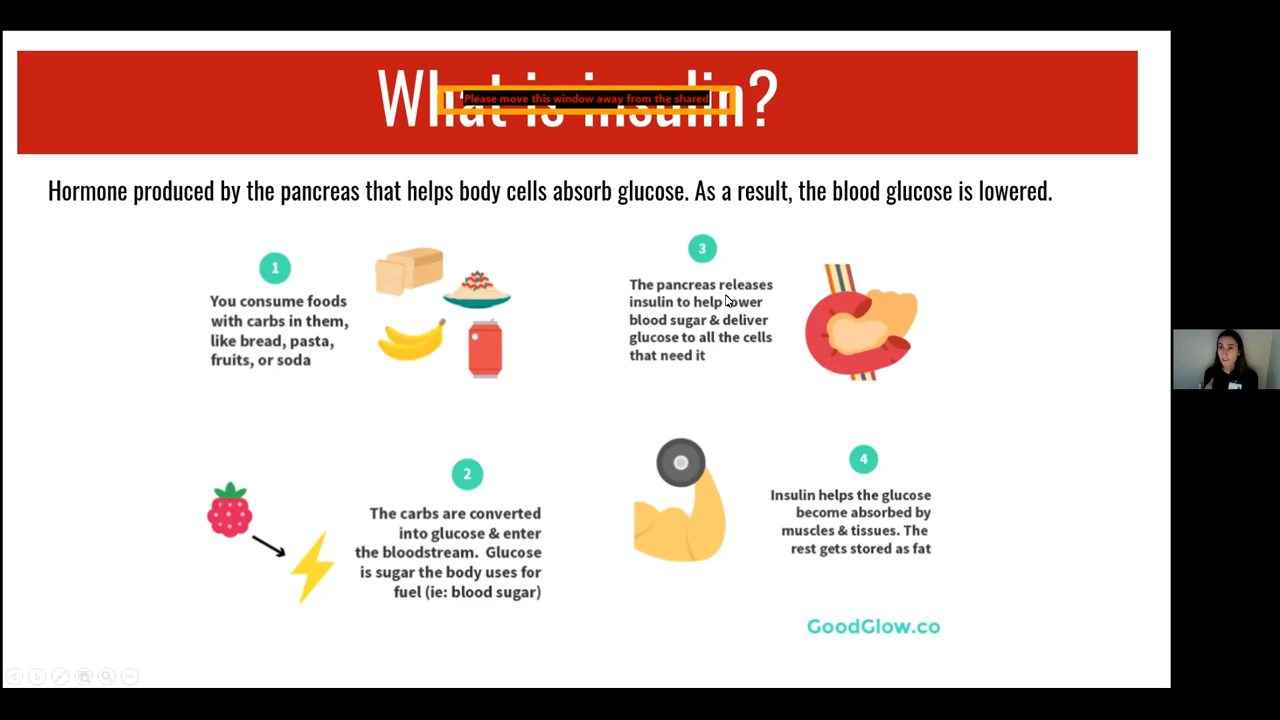 What is insulin?
Please move this window away from the shared
Hormone produced by the pancreas that helps body cells absorb glucose. As a result, the blood glucose is lowered.
1
You consume foods
with carbs in them,
like bread, pasta,
fruits, or soda
2
The carbs are converted
into glucose & enter
the bloodstream. Glucose
is sugar the body uses for
fuel (ie: blood sugar)
3
The pancreas releases
insulin to help lower
blood sugar & deliver
glucose to all the cells
that need it
4
Insulin helps the glucose
become absorbed by
muscles & tissues. The
rest gets stored as fat
GoodGlow.co